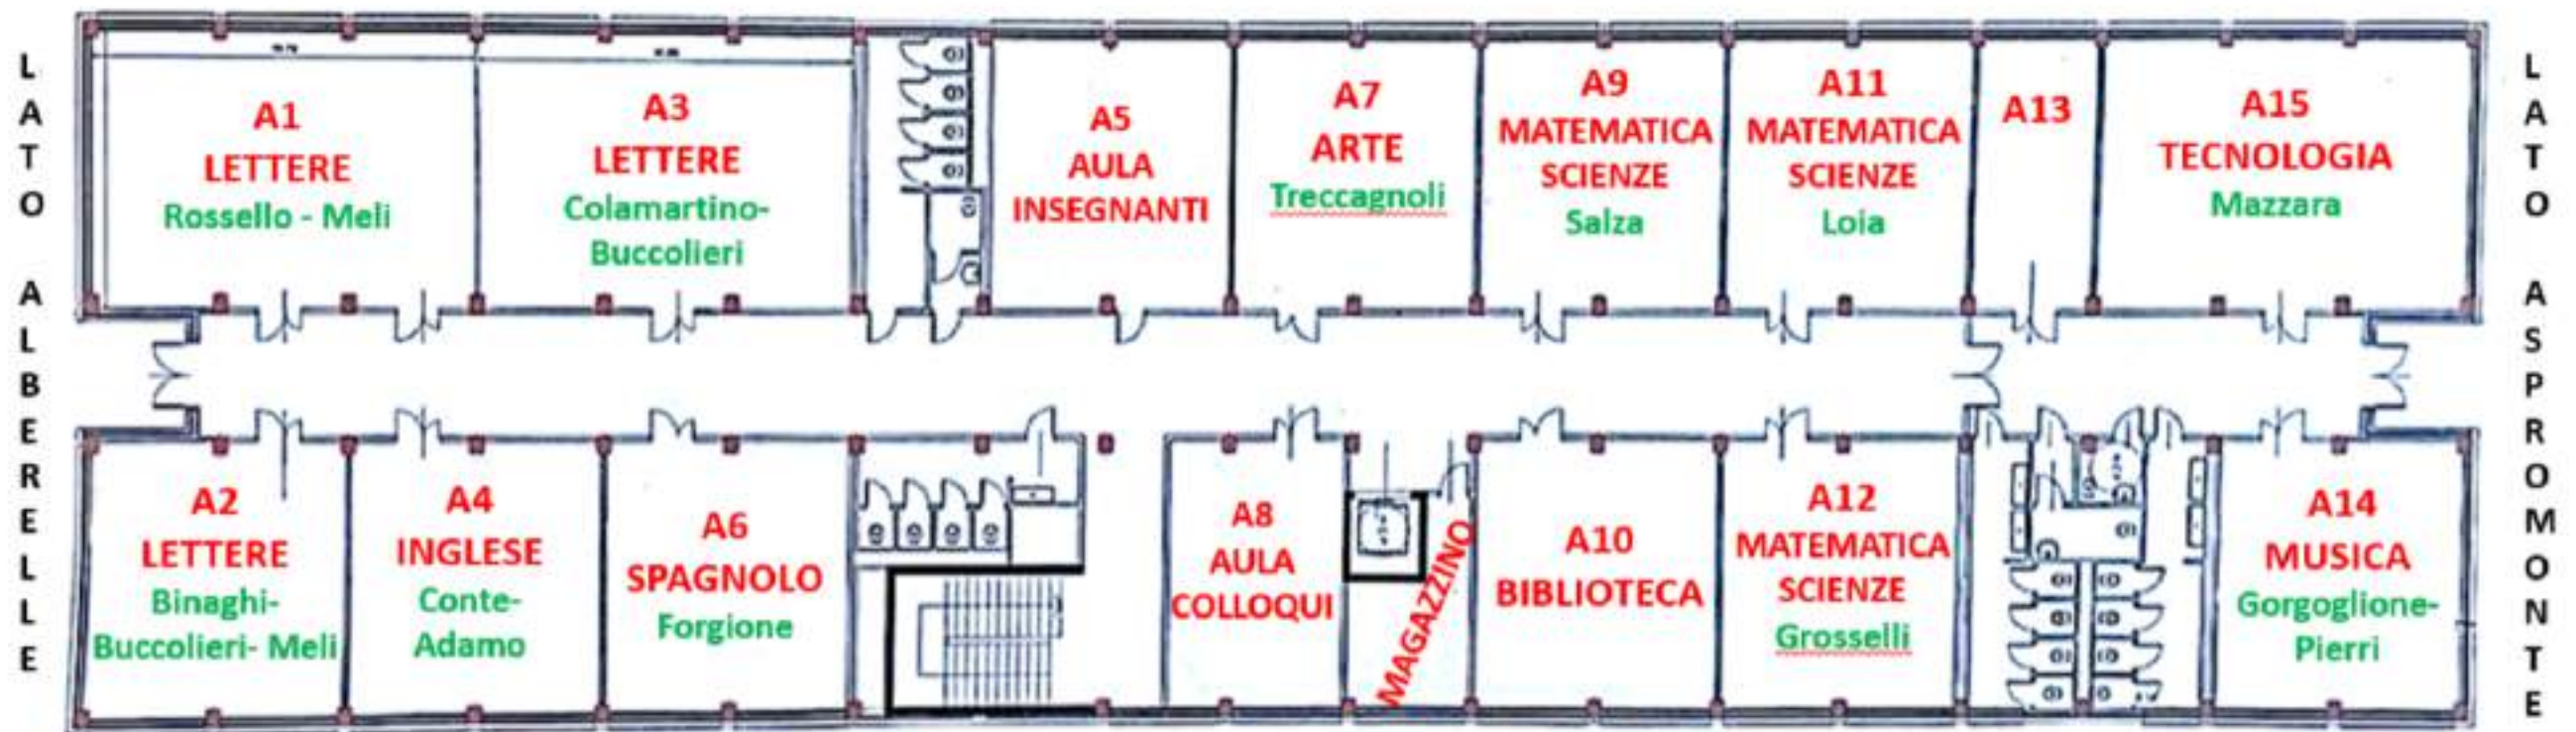 LATO ALBERELLE
A1
LETTERE
Rossello - Meli
A3
LETTERE
Colamartino-
Buccolieri
A5
AULA
INSEGNANTI
A7
ARTE
Treccagnoli
A9
MATEMATICA
SCIENZE
Salza
A11
MATEMATICA
SCIENZE
Loia
A13
A15
TECNOLOGIA
Mazzara
LATO ASPROMONTE
A2
LETTERE
Binaghi-
Buccolieri- Meli
A4
INGLESE
Conte-
Adamo
A6
SPAGNOLO
Forgione
A8
AULA
COLLOQUI
MAGAZZINO
A10
BIBLIOTECA
A12
MATEMATICA
SCIENZE
Grosselli
A14
MUSICA
Gorgoglione-
Pierri